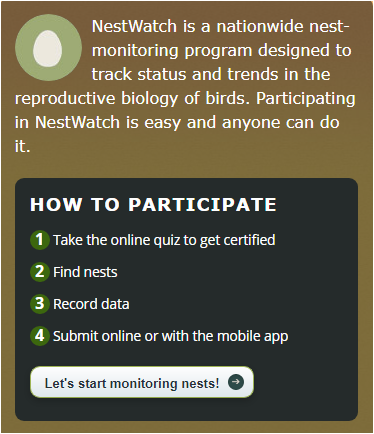 NestWatch is a nationwide nest-
monitoring program designed to
track status and trends in the
reproductive biology of birds. Participating
in NestWatch is easy and anyone can do
it.
HOW TO PARTICIPATE
1 Take the online quiz to get certified
2 Find nests
3 Record data
4 Submit online or with the mobile app
Let's start monitoring nests!